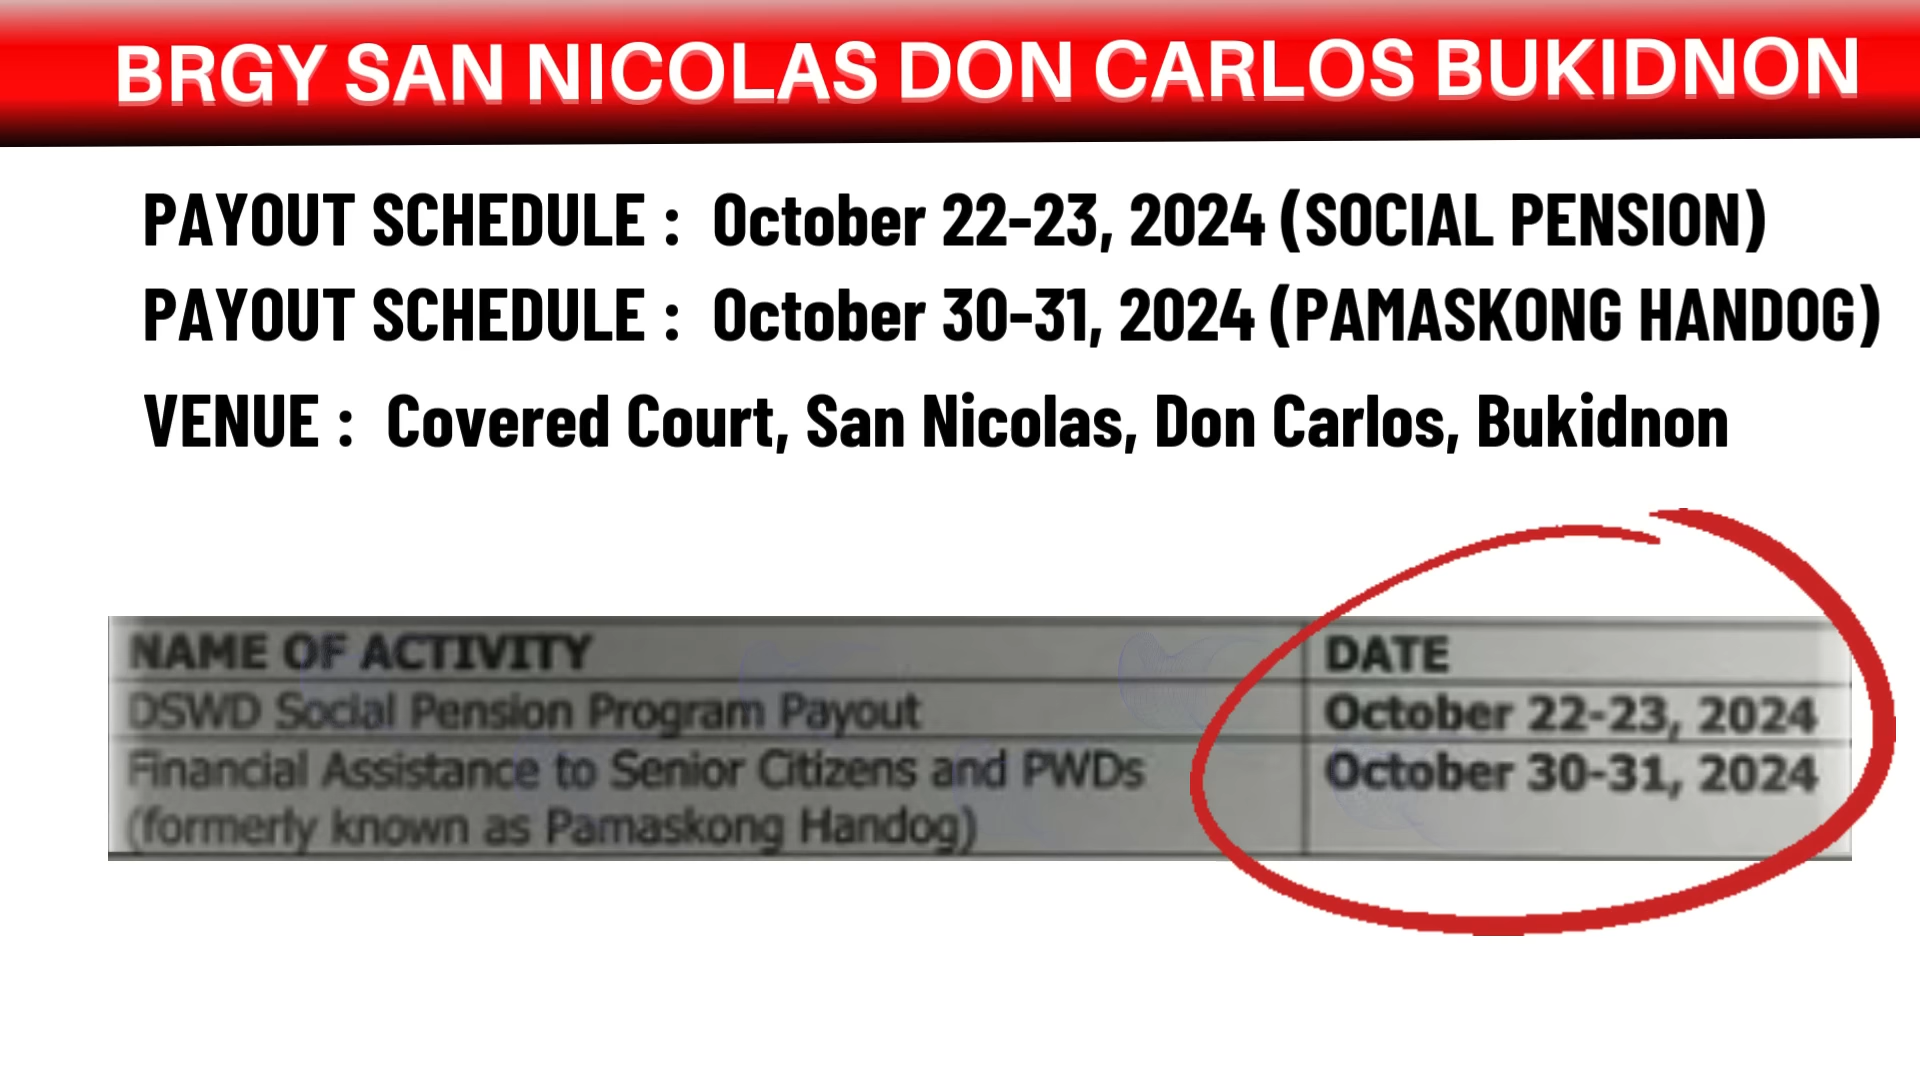 BRGY SAN NICOLAS DON CARLOS BUKIDNON
PAYOUT SCHEDULE : October 22-23, 2024 (SOCIAL PENSION)
PAYOUT SCHEDULE : October 30-31, 2024 (PAMASKONG HANDOG)
VENUE : Covered Court, San Nicolas, Don Carlos, Bukidnon
NAME OF ACTIVITY DATE
DSWD Social Pension Program Payout October 22-23, 2024
Financial Assistance to Senior Citizens and PWDs October 30-31, 2024
(formerly known as Pamaskong Handog)